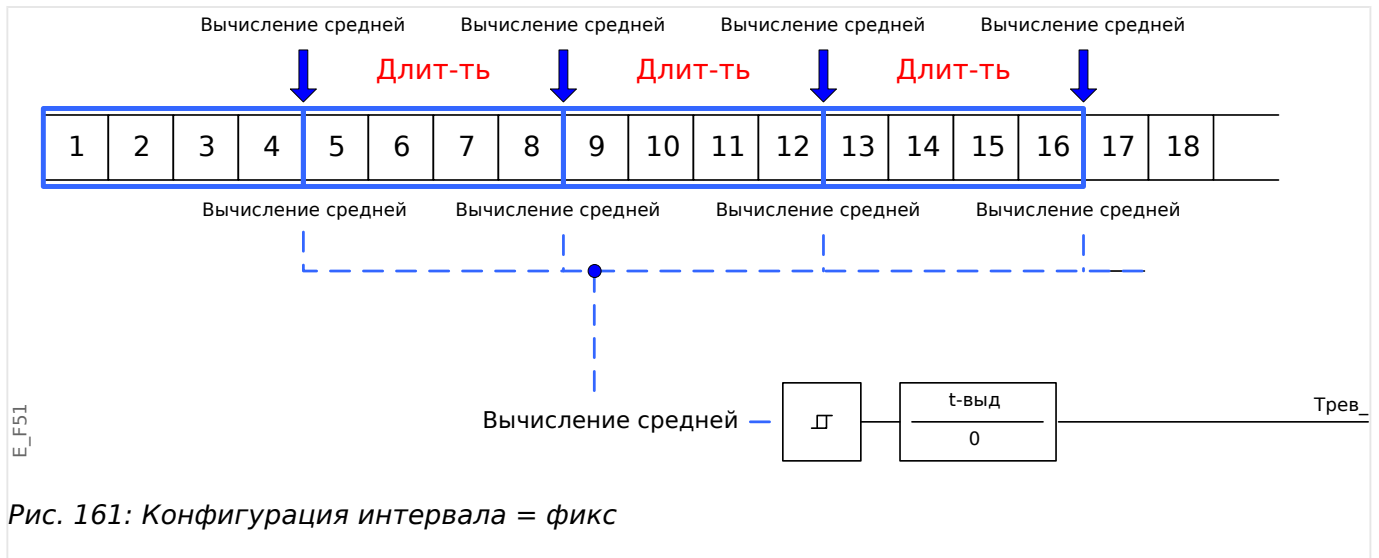 Вычисление средней Вычисление средней Вычисление средней Вычисление средней
Длит-ть Длит-ть Длит-ть
1 2 3 4 5 6 7 8 9 10 11 12 13 14 15 16 17 18
Вычисление средней Вычисление средней Вычисление средней Вычисление средней
Вычисление средней
t-выд
0
Трев_
E_F51
Рис. 161: Конфигурация интервала = фикс